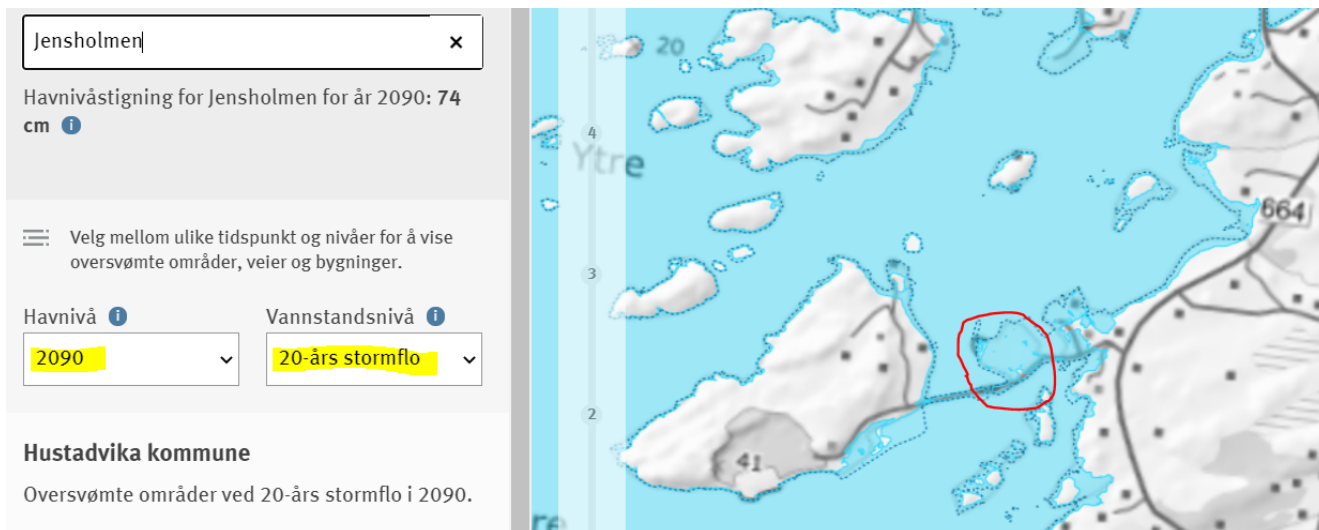 Jensholmen ×
Havnivåstigning for Jensholmen for år 2090: 74
cm i
Velg mellom ulike tidspunkt og nivåer for å vise
oversvømte områder, veier og bygninger.
Havnivå i Vannstandsnivå i
2090 20-års stormflo
Hustadvika kommune
Oversvømte områder ved 20-års stormflo i 2090.
20
4
Ytre
664
3
2
41
re